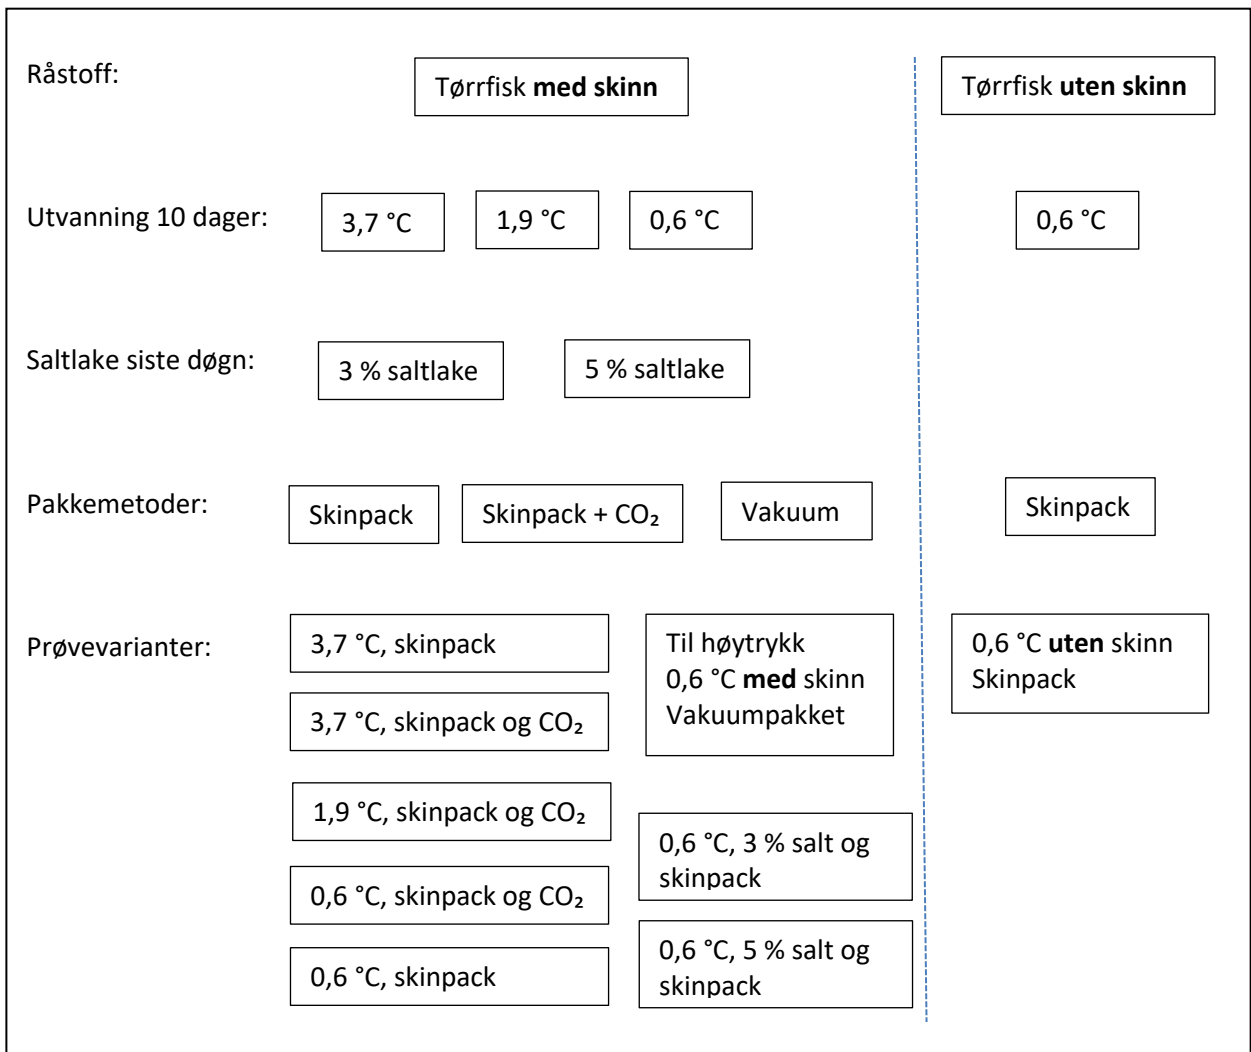 Råstoff:
Tørrfisk med skinn
Tørrfisk uten skinn
Utvanning 10 dager:
3,7 °C
1,9 °C
0,6 °C
0,6 °C
Saltlake siste døgn:
3 % saltlake
5 % saltlake
Pakkemetoder:
Skinpack
Skinpack + CO₂
Vakuum
Skinpack
Prøvevarianter:
3,7 °C, skinpack
3,7 °C, skinpack og CO₂
1,9 °C, skinpack og CO₂
0,6 °C, skinpack og CO₂
0,6 °C, skinpack
Til høytrykk
0,6 °C med skinn
Vakuumpakket
0,6 °C, 3 % salt og
skinpack
0,6 °C, 5 % salt og
skinpack
0,6 °C uten skinn
Skinpack